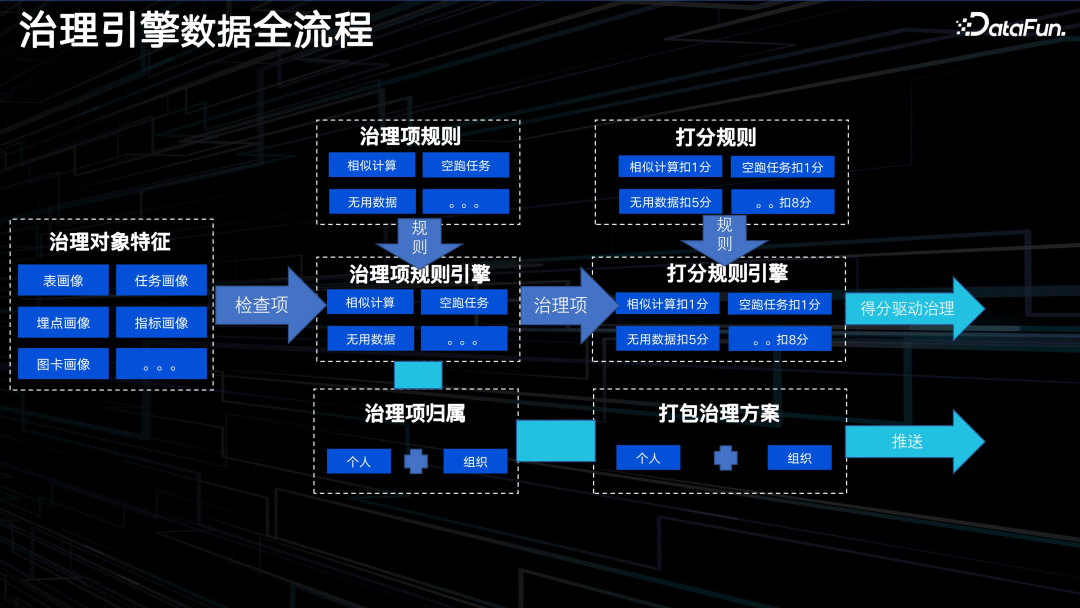 治理引擎数据全流程
DataFun.
治理项规则
相似计算
空跑任务
无用数据
。。。
规
则
打分规则
相似计算扣1分
空跑任务扣1分
无用数据扣5分
。。扣8分
规
则
治理对象特征
表画像
任务画像
埋点画像
指标画像
图卡画像
。。。
检查项
治理项规则引擎
相似计算
空跑任务
无用数据
。。。
治理项
打分规则引擎
相似计算扣1分
空跑任务扣1分
无用数据扣5分
。。扣8分
得分驱动治理
治理项归属
个人
组织
打包治理方案
个人
组织
推送